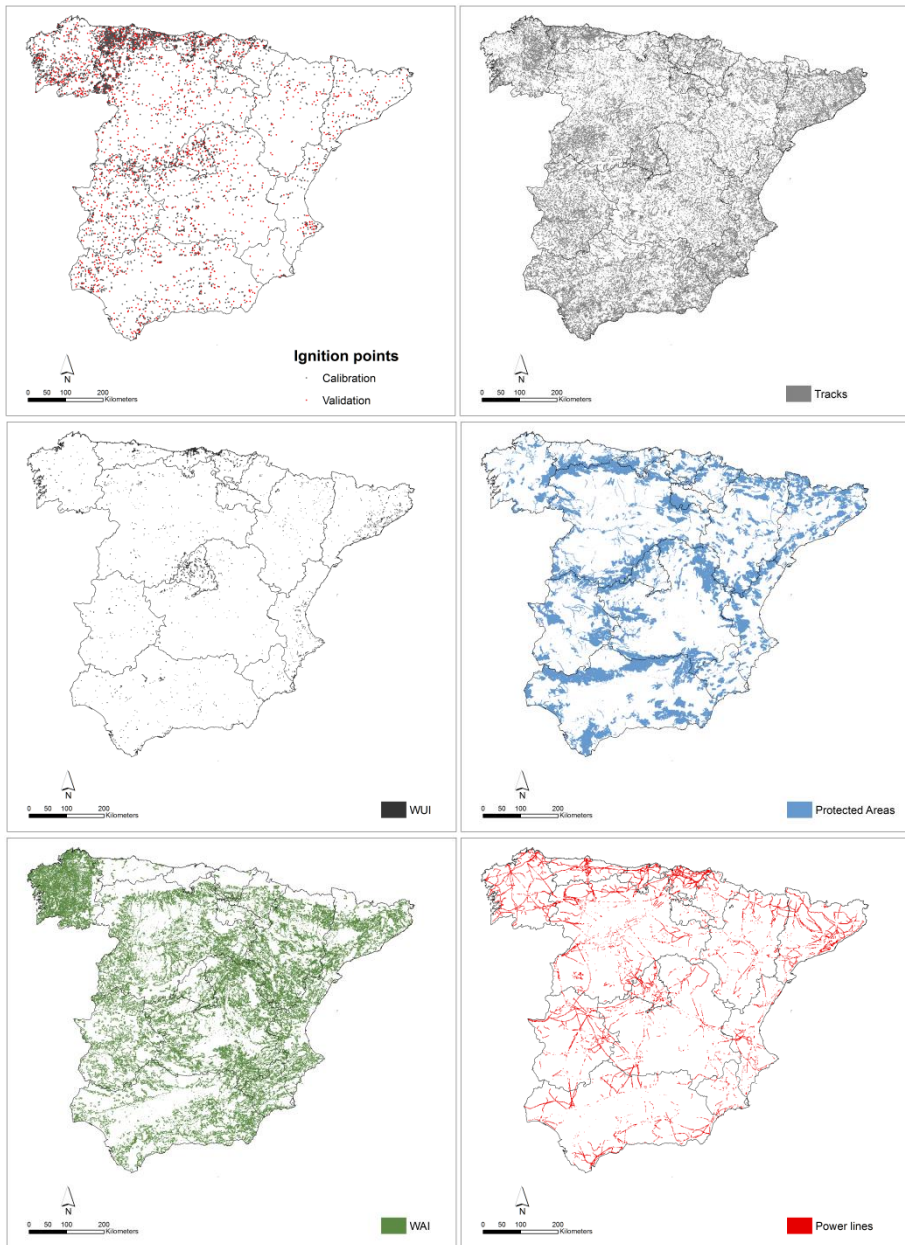 Ignition points
Calibration
Validation
N
0 50 100 200
Kilometers
N
0 50 100 200
Kilometers
Tracks
N
0 50 100 200
Kilometers
WUI
N
0 50 100 200
Kilometers
Protected Areas
N
0 50 100 200
Kilometers
WAI
N
0 50 100 200
Kilometers
Power lines